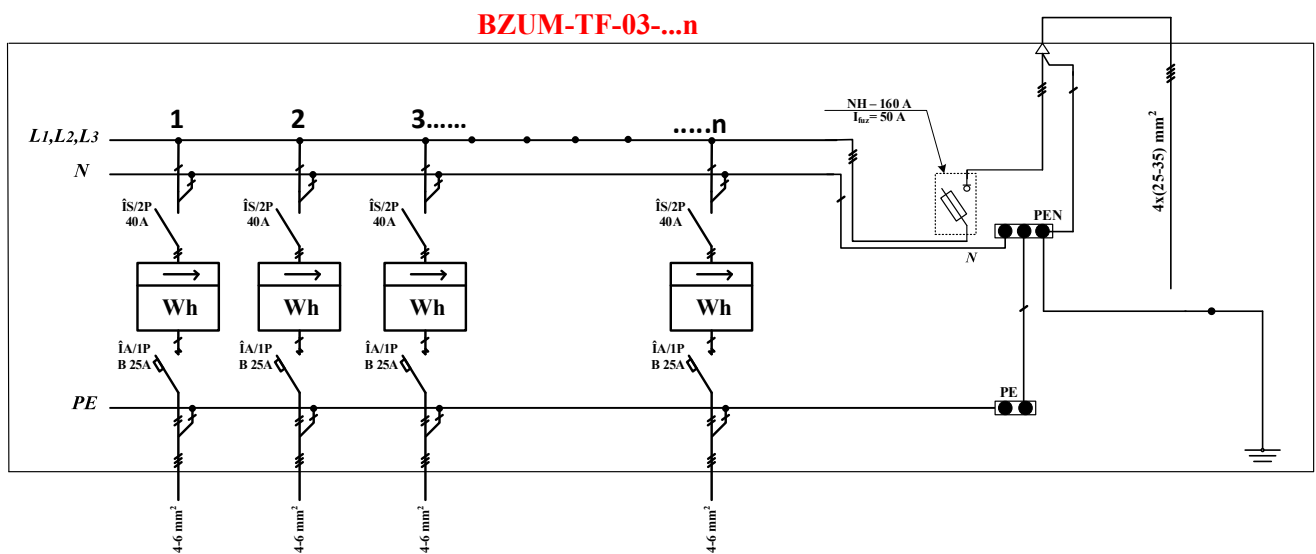 BZUM-TF-03-...n
1
2
3......
.....n
L1,L2,L3
N
NH – 160 A
Ifuz= 50 A
4x(25-35) mm²
ÎS/2P
40A
ÎS/2P
40A
ÎS/2P
40A
ÎS/2P
40A
PEN
N
Wh
Wh
Wh
Wh
ÎA/1P
B 25A
ÎA/1P
B 25A
ÎA/1P
B 25A
ÎA/1P
B 25A
PE
PE
4-6 mm²
4-6 mm²
4-6 mm²
4-6 mm²